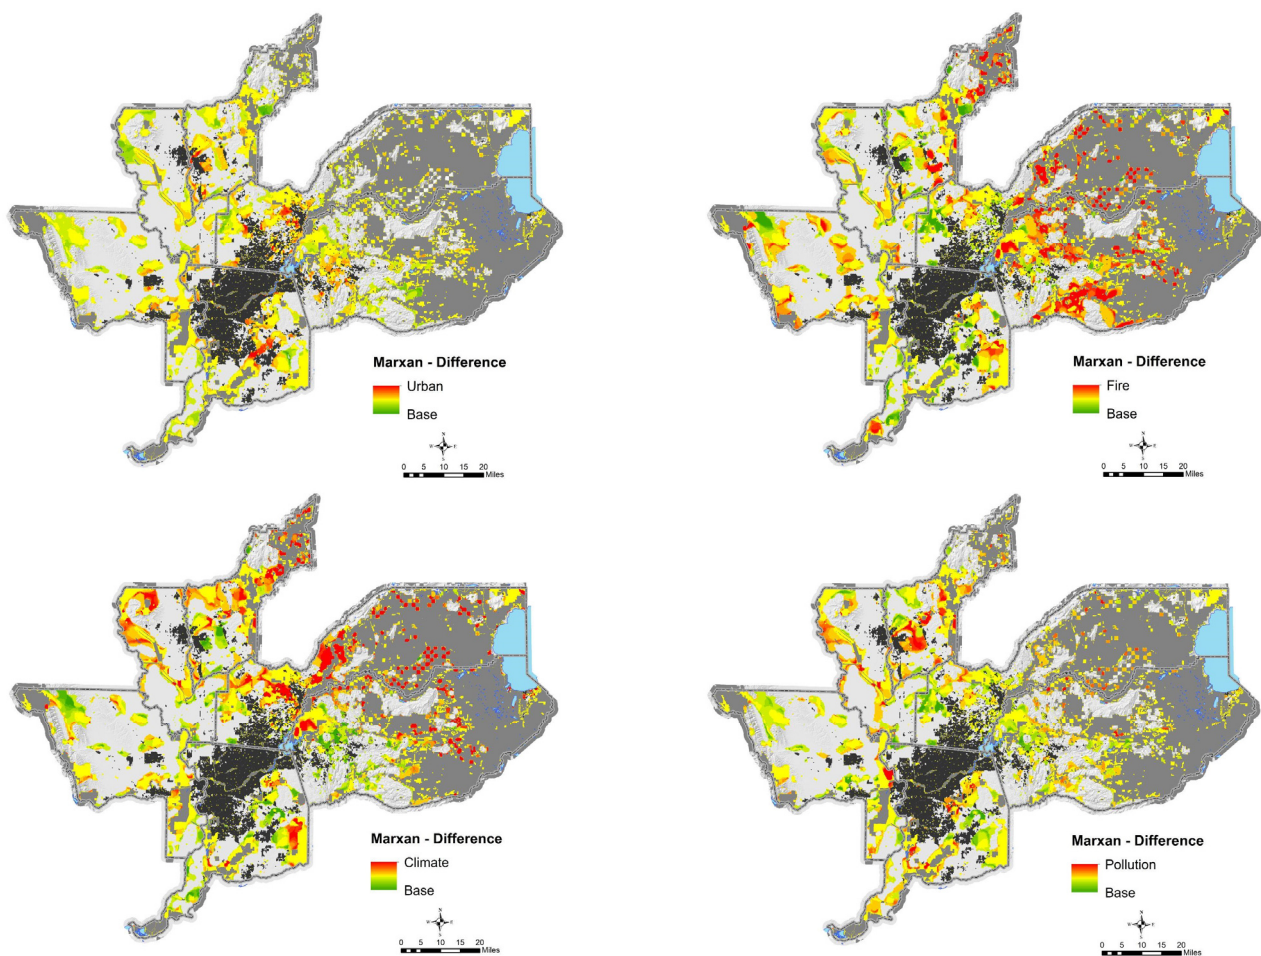 Marxan - Difference
Urban
Base
N
W E
S
0 5 10 15 20
Miles
Marxan - Difference
Fire
Base
N
W E
S
0 5 10 15 20
Miles
Marxan - Difference
Climate
Base
N
W E
S
0 5 10 15 20
Miles
Marxan - Difference
Pollution
Base
N
W E
S
0 5 10 15 20
Miles